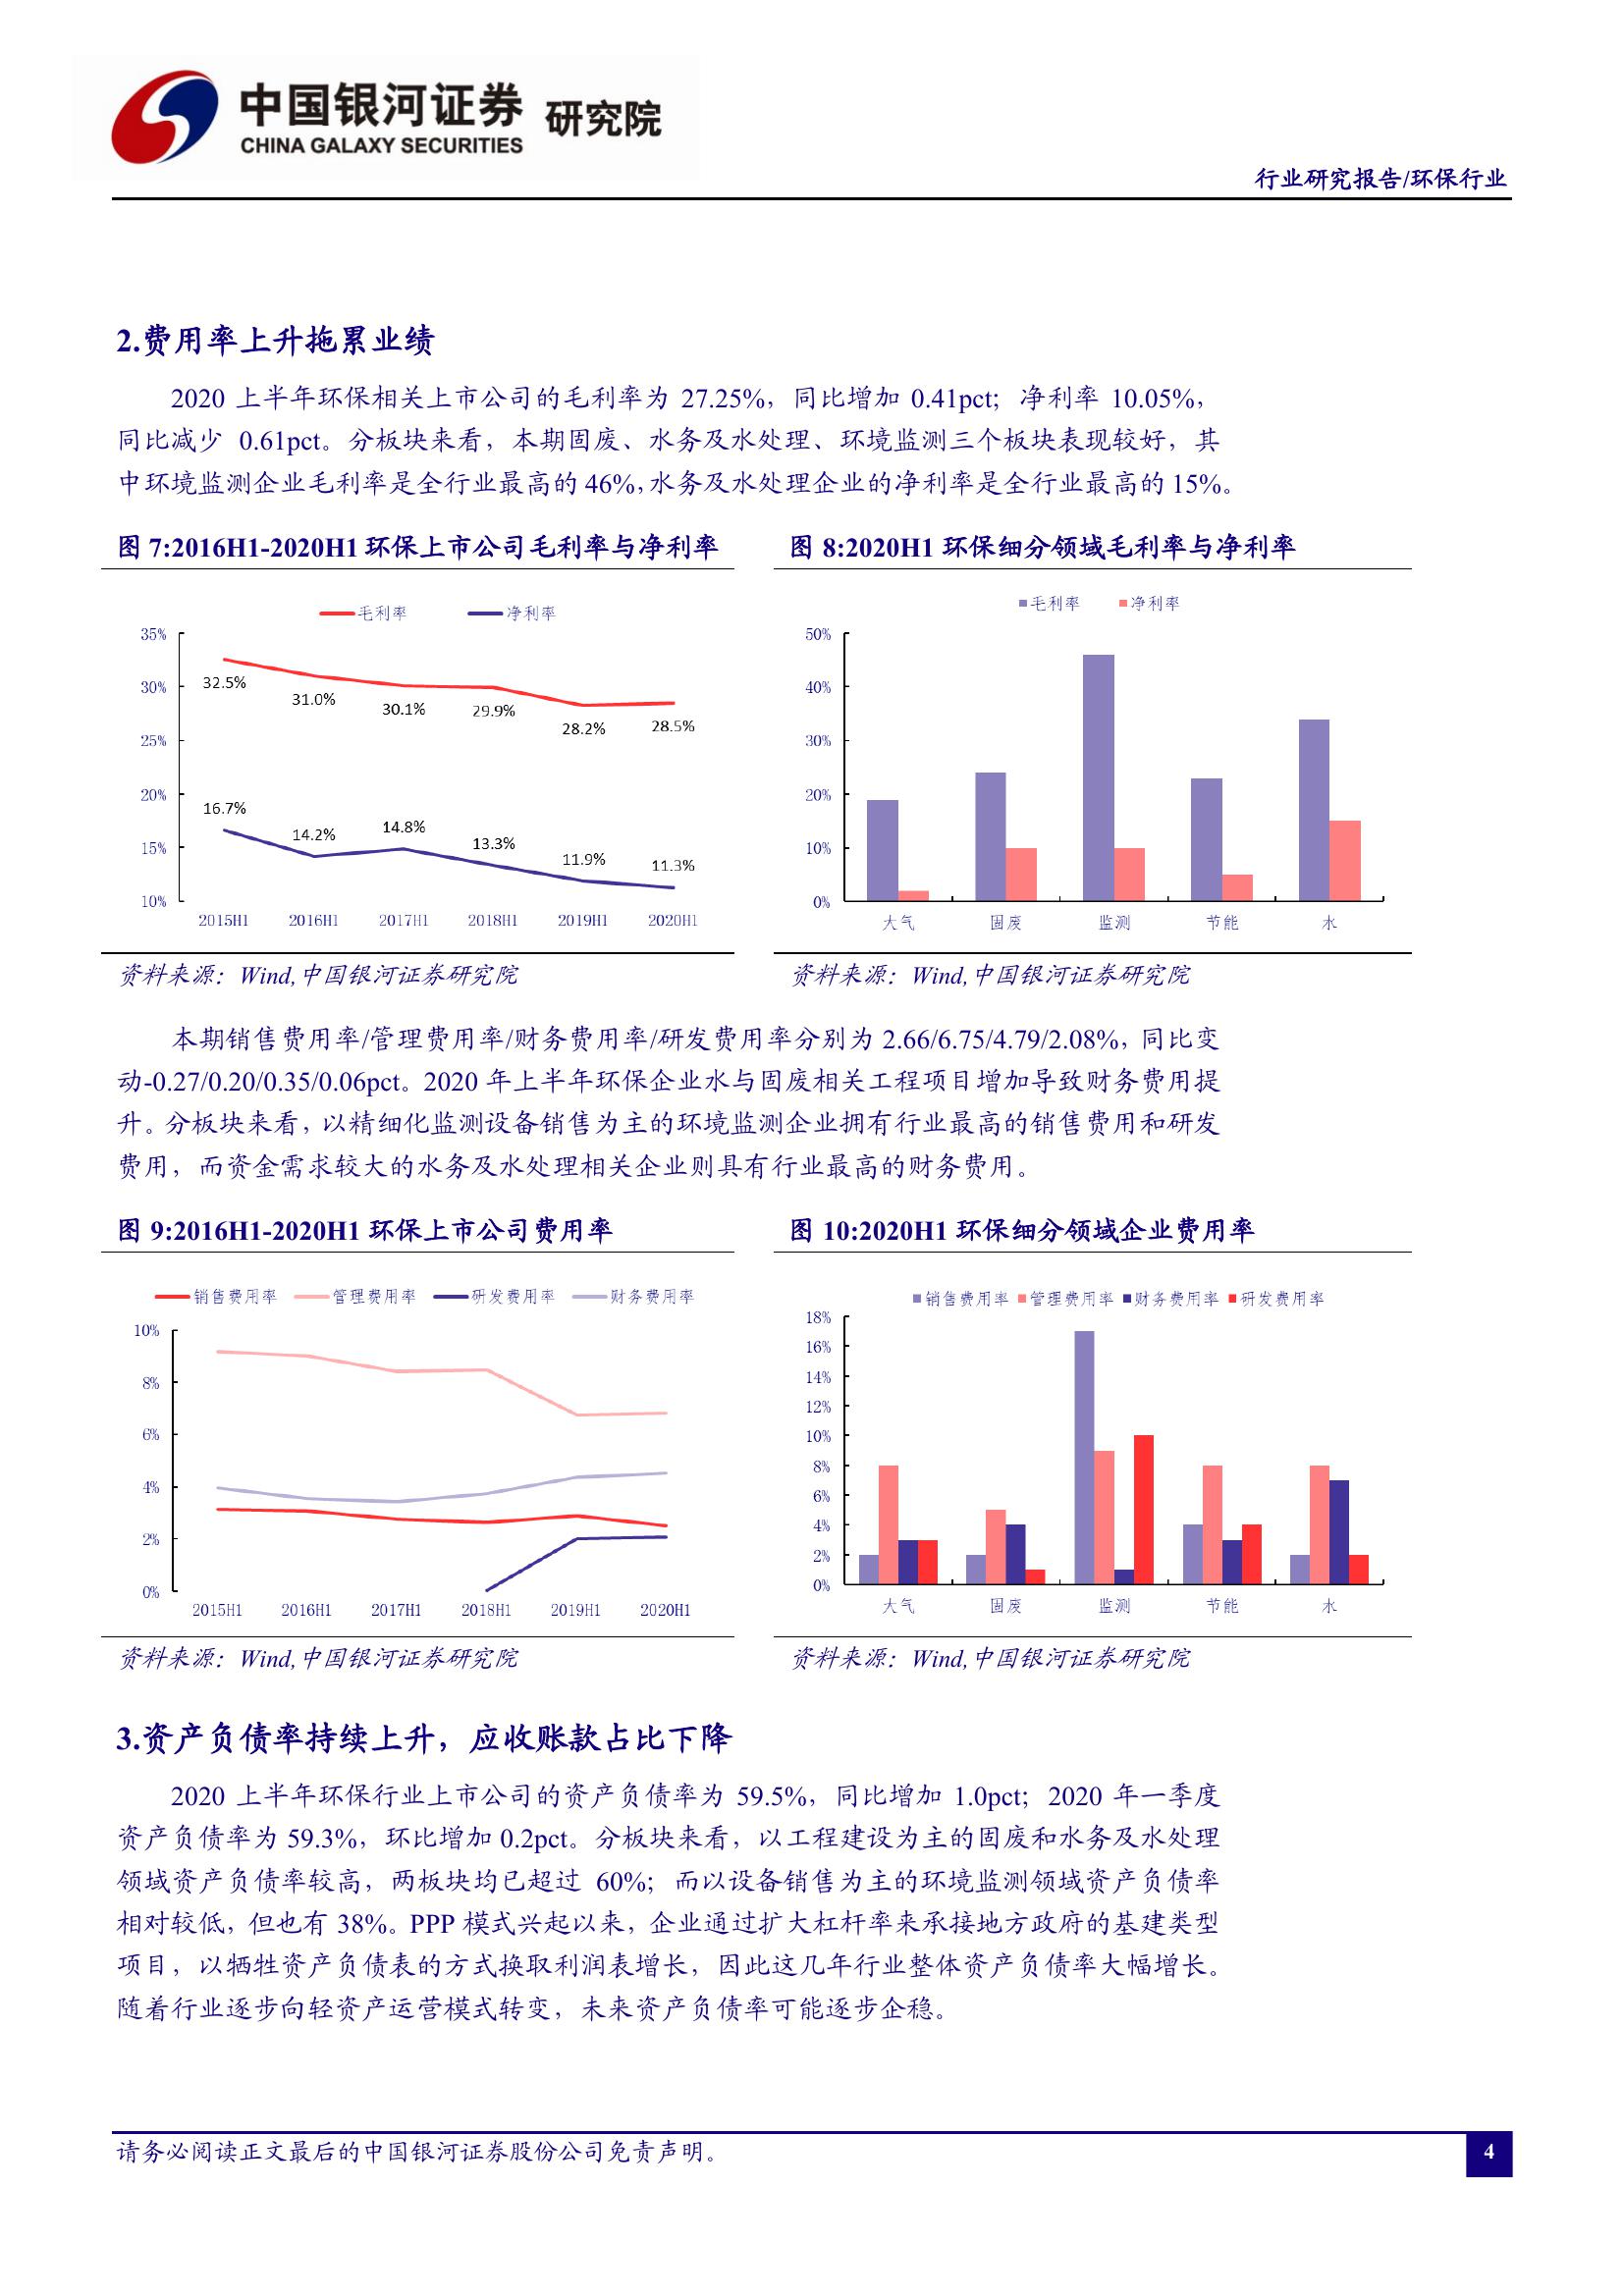 中国银河证券 研究院
CHINA GALAXY SECURITIES
行业研究报告/环保行业
2.费用率上升拖累业绩
2020 上半年环保相关上市公司的毛利率为 27.25%，同比增加 0.41pct；净利率 10.05%，
同比减少 0.61pct。分板块来看，本期固废、水务及水处理、环境监测三个板块表现较好，其
中环境监测企业毛利率是全行业最高的 46%,水务及水处理企业的净利率是全行业最高的 15%。
图 7:2016H1-2020H1 环保上市公司毛利率与净利率
毛利率 净利率
35%
30%
25%
20%
15%
10%
32.5%
31.0%
30.1%
29.9%
28.2%
28.5%
16.7%
14.2%
14.8%
13.3%
11.9%
11.3%
2015H1 2016H1 2017H1 2018H1 2019H1 2020H1
资料来源：Wind,中国银河证券研究院
图 8:2020H1 环保细分领域毛利率与净利率
毛利率 净利率
50%
40%
30%
20%
10%
0%
大气 固废 监测 节能 水
资料来源：Wind,中国银河证券研究院
本期销售费用率/管理费用率/财务费用率/研发费用率分别为 2.66/6.75/4.79/2.08%，同比变
动-0.27/0.20/0.35/0.06pct。2020 年上半年环保企业水与固废相关工程项目增加导致财务费用提
升。分板块来看，以精细化监测设备销售为主的环境监测企业拥有行业最高的销售费用和研发
费用，而资金需求较大的水务及水处理相关企业则具有行业最高的财务费用。
图 9:2016H1-2020H1 环保上市公司费用率
销售费用率 管理费用率 研发费用率 财务费用率
10%
8%
6%
4%
2%
0%
2015H1 2016H1 2017H1 2018H1 2019H1 2020H1
资料来源：Wind,中国银河证券研究院
图 10:2020H1 环保细分领域企业费用率
销售费用率 管理费用率 财务费用率 研发费用率
18%
16%
14%
12%
10%
8%
6%
4%
2%
0%
大气 固废 监测 节能 水
资料来源：Wind,中国银河证券研究院
3.资产负债率持续上升，应收账款占比下降
2020 上半年环保行业上市公司的资产负债率为 59.5%，同比增加 1.0pct；2020 年一季度
资产负债率为 59.3%，环比增加 0.2pct。分板块来看，以工程建设为主的固废和水务及水处理
领域资产负债率较高，两板块均已超过 60%；而以设备销售为主的环境监测领域资产负债率
相对较低，但也有 38%。PPP 模式兴起以来，企业通过扩大杠杆率来承接地方政府的基建类型
项目，以牺牲资产负债表的方式换取利润表增长，因此这几年行业整体资产负债率大幅增长。
随着行业逐步向轻资产运营模式转变，未来资产负债率可能逐步企稳。
请务必阅读正文最后的中国银河证券股份公司免责声明。
4